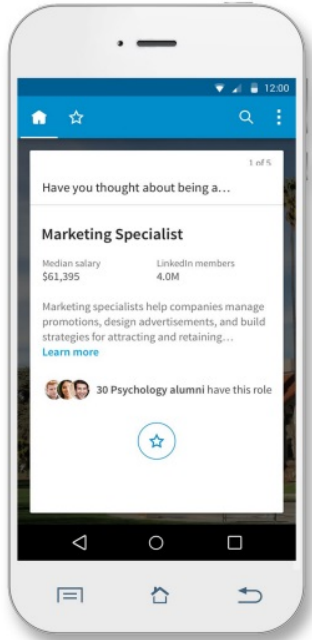 12:00
1 of 5
Have you thought about being a...
Marketing Specialist
Median salary LinkedIn members
$61,395 4.0M
Marketing specialists help companies manage
promotions, design advertisements, and build
strategies for attracting and retaining...
Learn more
30 Psychology alumni have this role